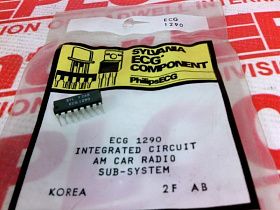 ECG
1290
SYLVANIA
ECG
COMPONENT
PhilipsECG
ECG 1290
INTEGRATED CIRCUIT
AM CAR RADIO
SUB-SYSTEM
KOREA 2F AB